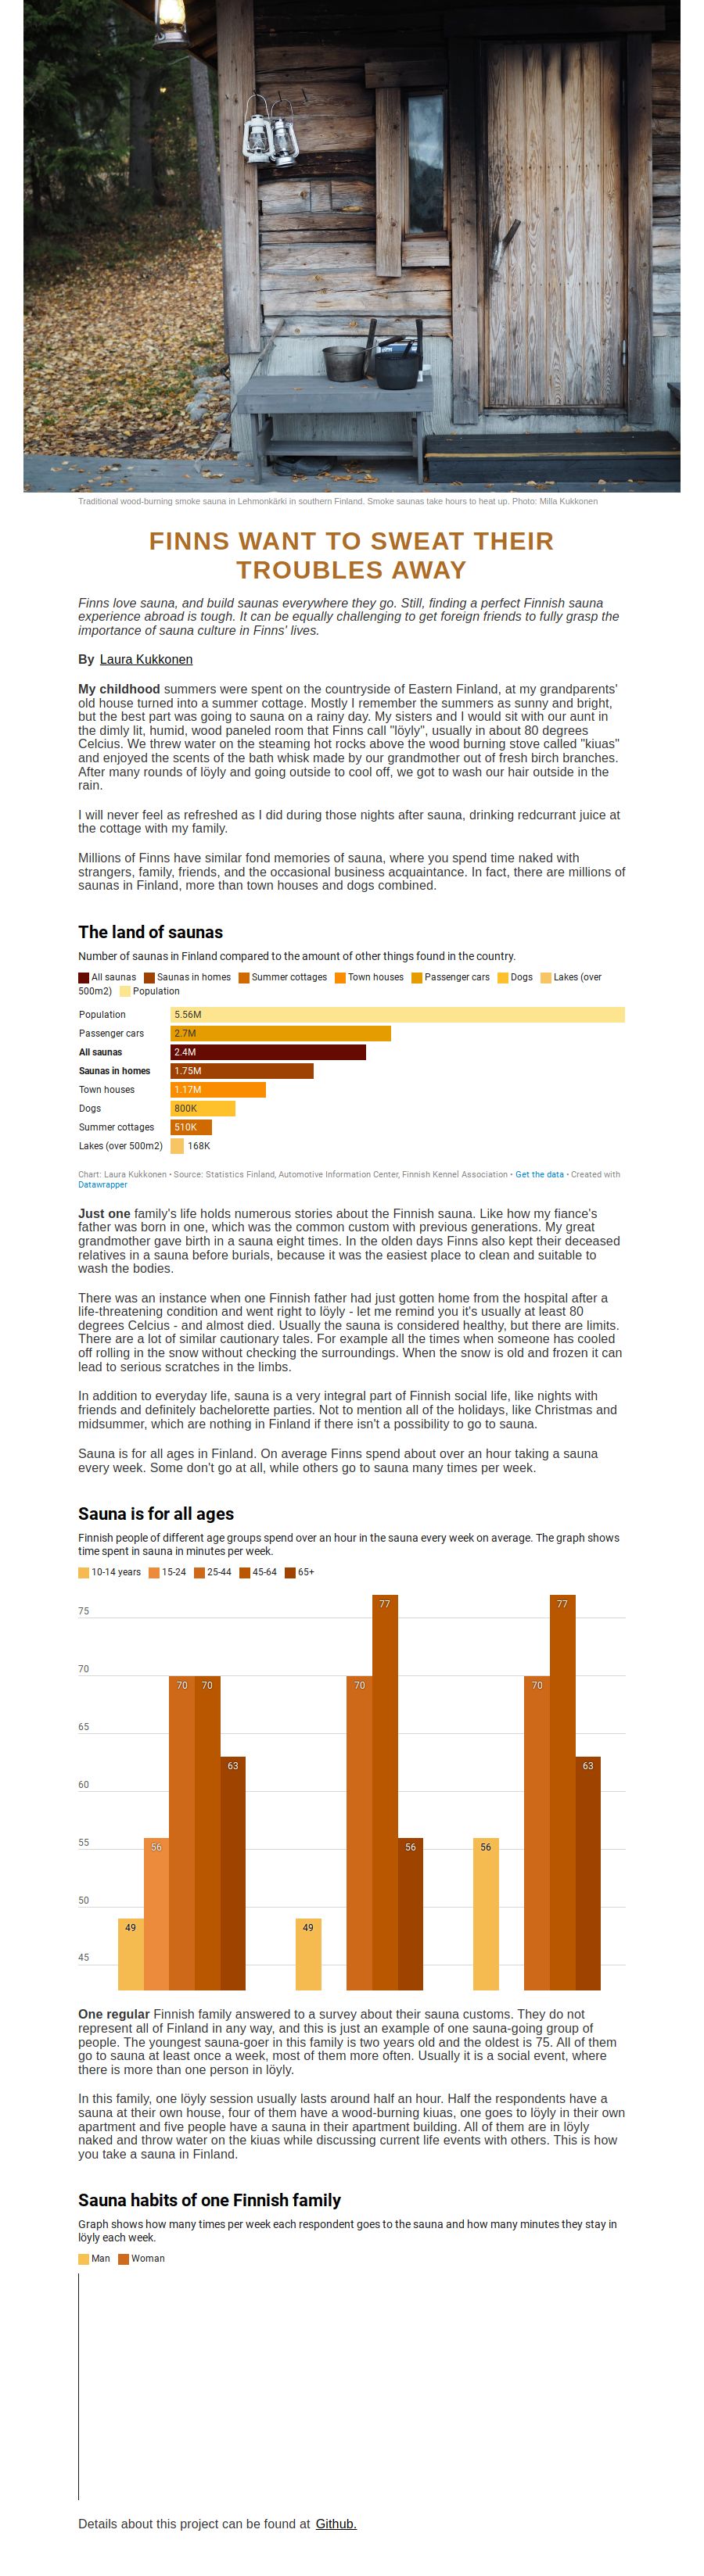 Traditional wood-burning smoke sauna in Lehmonkärki in southern Finland. Smoke saunas take hours to heat up. Photo: Milla Kukkonen
FINNS WANT TO SWEAT THEIR
TROUBLES AWAY
Finns love sauna, and build saunas everywhere they go. Still, finding a perfect Finnish sauna
experience abroad is tough. It can be equally challenging to get foreign friends to fully grasp the
importance of sauna culture in Finns' lives.
By Laura Kukkonen
My childhood summers were spent on the countryside of Eastern Finland, at my grandparents'
old house turned into a summer cottage. Mostly I remember the summers as sunny and bright,
but the best part was going to sauna on a rainy day. My sisters and I would sit with our aunt in
the dimly lit, humid, wood paneled room that Finns call "löyly", usually in about 80 degrees
Celcius. We threw water on the steaming hot rocks above the wood burning stove called "kiuas"
and enjoyed the scents of the bath whisk made by our grandmother out of fresh birch branches.
After many rounds of löyly and going outside to cool off, we got to wash our hair outside in the
rain.
I will never feel as refreshed as I did during those nights after sauna, drinking redcurrant juice at
the cottage with my family.
Millions of Finns have similar fond memories of sauna, where you spend time naked with
strangers, family, friends, and the occasional business acquaintance. In fact, there are millions of
saunas in Finland, more than town houses and dogs combined.
The land of saunas
Number of saunas in Finland compared to the amount of other things found in the country.
All saunas Saunas in homes Summer cottages Town houses Passenger cars Dogs Lakes (over
500m2) Population
Population 5.56M
Passenger cars 2.7M
All saunas 2.4M
Saunas in homes 1.75M
Town houses 1.17M
Dogs 800K
Summer cottages 510K
Lakes (over 500m2) 168K
Chart: Laura Kukkonen • Source: Statistics Finland, Automotive Information Center, Finnish Kennel Association • Get the data • Created with
Datawrapper
Just one family's life holds numerous stories about the Finnish sauna. Like how my fiance's
father was born in one, which was the common custom with previous generations. My great
grandmother gave birth in a sauna eight times. In the olden days Finns also kept their deceased
relatives in a sauna before burials, because it was the easiest place to clean and suitable to
wash the bodies.
There was an instance when one Finnish father had just gotten home from the hospital after a
life-threatening condition and went right to löyly - let me remind you it's usually at least 80
degrees Celcius - and almost died. Usually the sauna is considered healthy, but there are limits.
There are a lot of similar cautionary tales. For example all the times when someone has cooled
off rolling in the snow without checking the surroundings. When the snow is old and frozen it can
lead to serious scratches in the limbs.
In addition to everyday life, sauna is a very integral part of Finnish social life, like nights with
friends and definitely bachelorette parties. Not to mention all of the holidays, like Christmas and
midsummer, which are nothing in Finland if there isn't a possibility to go to sauna.
Sauna is for all ages in Finland. On average Finns spend about over an hour taking a sauna
every week. Some don't go at all, while others go to sauna many times per week.
Sauna is for all ages
Finnish people of different age groups spend over an hour in the sauna every week on average. The graph shows
time spent in sauna in minutes per week.
10-14 years 15-24 25-44 45-64 65+
77 77
75
70
70 70 70 70
65
63 63
60
55
56 56 56
50
49 49
45
One regular Finnish family answered to a survey about their sauna customs. They do not
represent all of Finland in any way, and this is just an example of one sauna-going group of
people. The youngest sauna-goer in this family is two years old and the oldest is 75. All of them
go to sauna at least once a week, most of them more often. Usually it is a social event, where
there is more than one person in löyly.
In this family, one löyly session usually lasts around half an hour. Half the respondents have a
sauna at their own house, four of them have a wood-burning kiuas, one goes to löyly in their own
apartment and five people have a sauna in their apartment building. All of them are in löyly
naked and throw water on the kiuas while discussing current life events with others. This is how
you take a sauna in Finland.
Sauna habits of one Finnish family
Graph shows how many times per week each respondent goes to the sauna and how many minutes they stay in
löyly each week.
Man Woman
Details about this project can be found at Github.